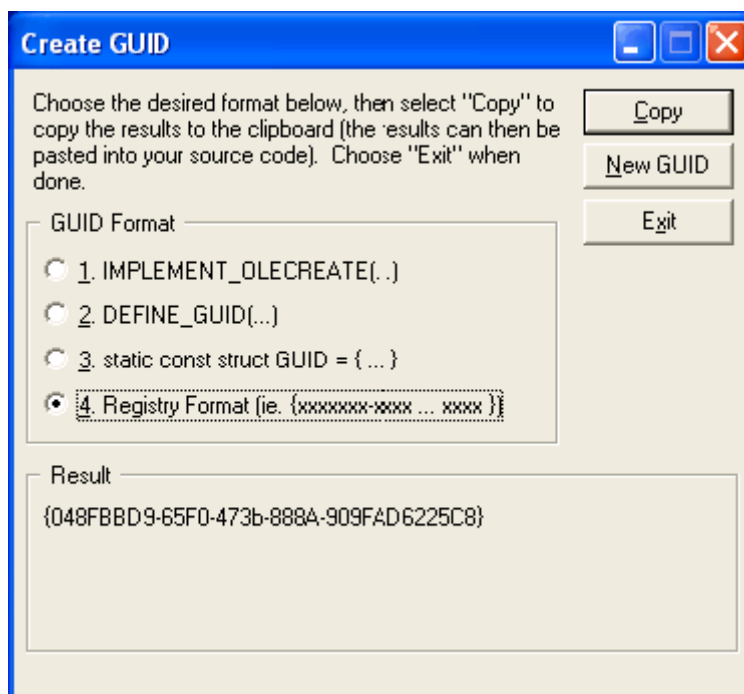 Create GUID
Choose the desired format below, then select "Copy" to
copy the results to the clipboard (the results can then be
pasted into your source code).  Choose "Exit" when
done.
Copy
New GUID
Exit
GUID Format
1. IMPLEMENT_OLECREATE(. .)
2. DEFINE_GUID(...)
3. static const struct GUID = { ... }
4. Registry Format (ie. {xxxxxxx-xxxx ... xxxx })
Result
{048FBBD9-65F0-473b-888A-909FAD6225C8}